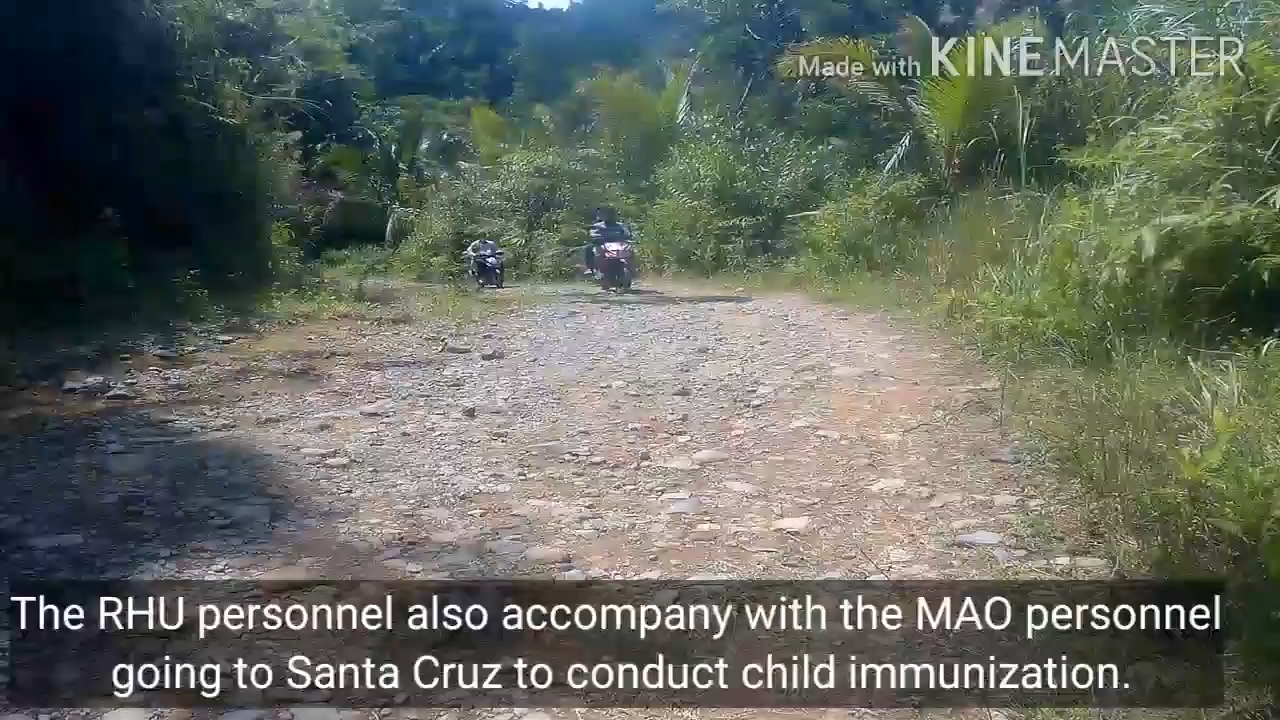 Made with KINEMASTER
The RHU personnel also accompany with the MAO personnel
going to Santa Cruz to conduct child immunization.